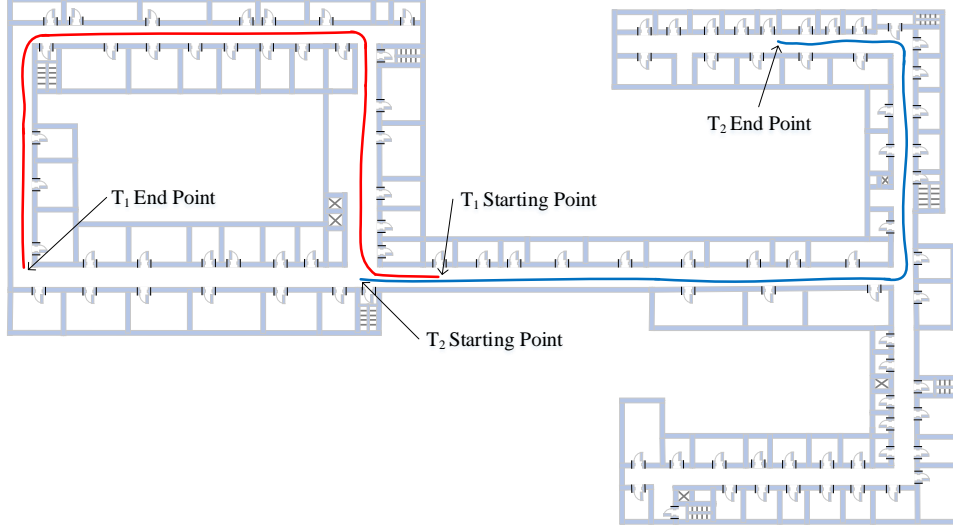 T₂ End Point
T₁ End Point
T₁ Starting Point
T₂ Starting Point